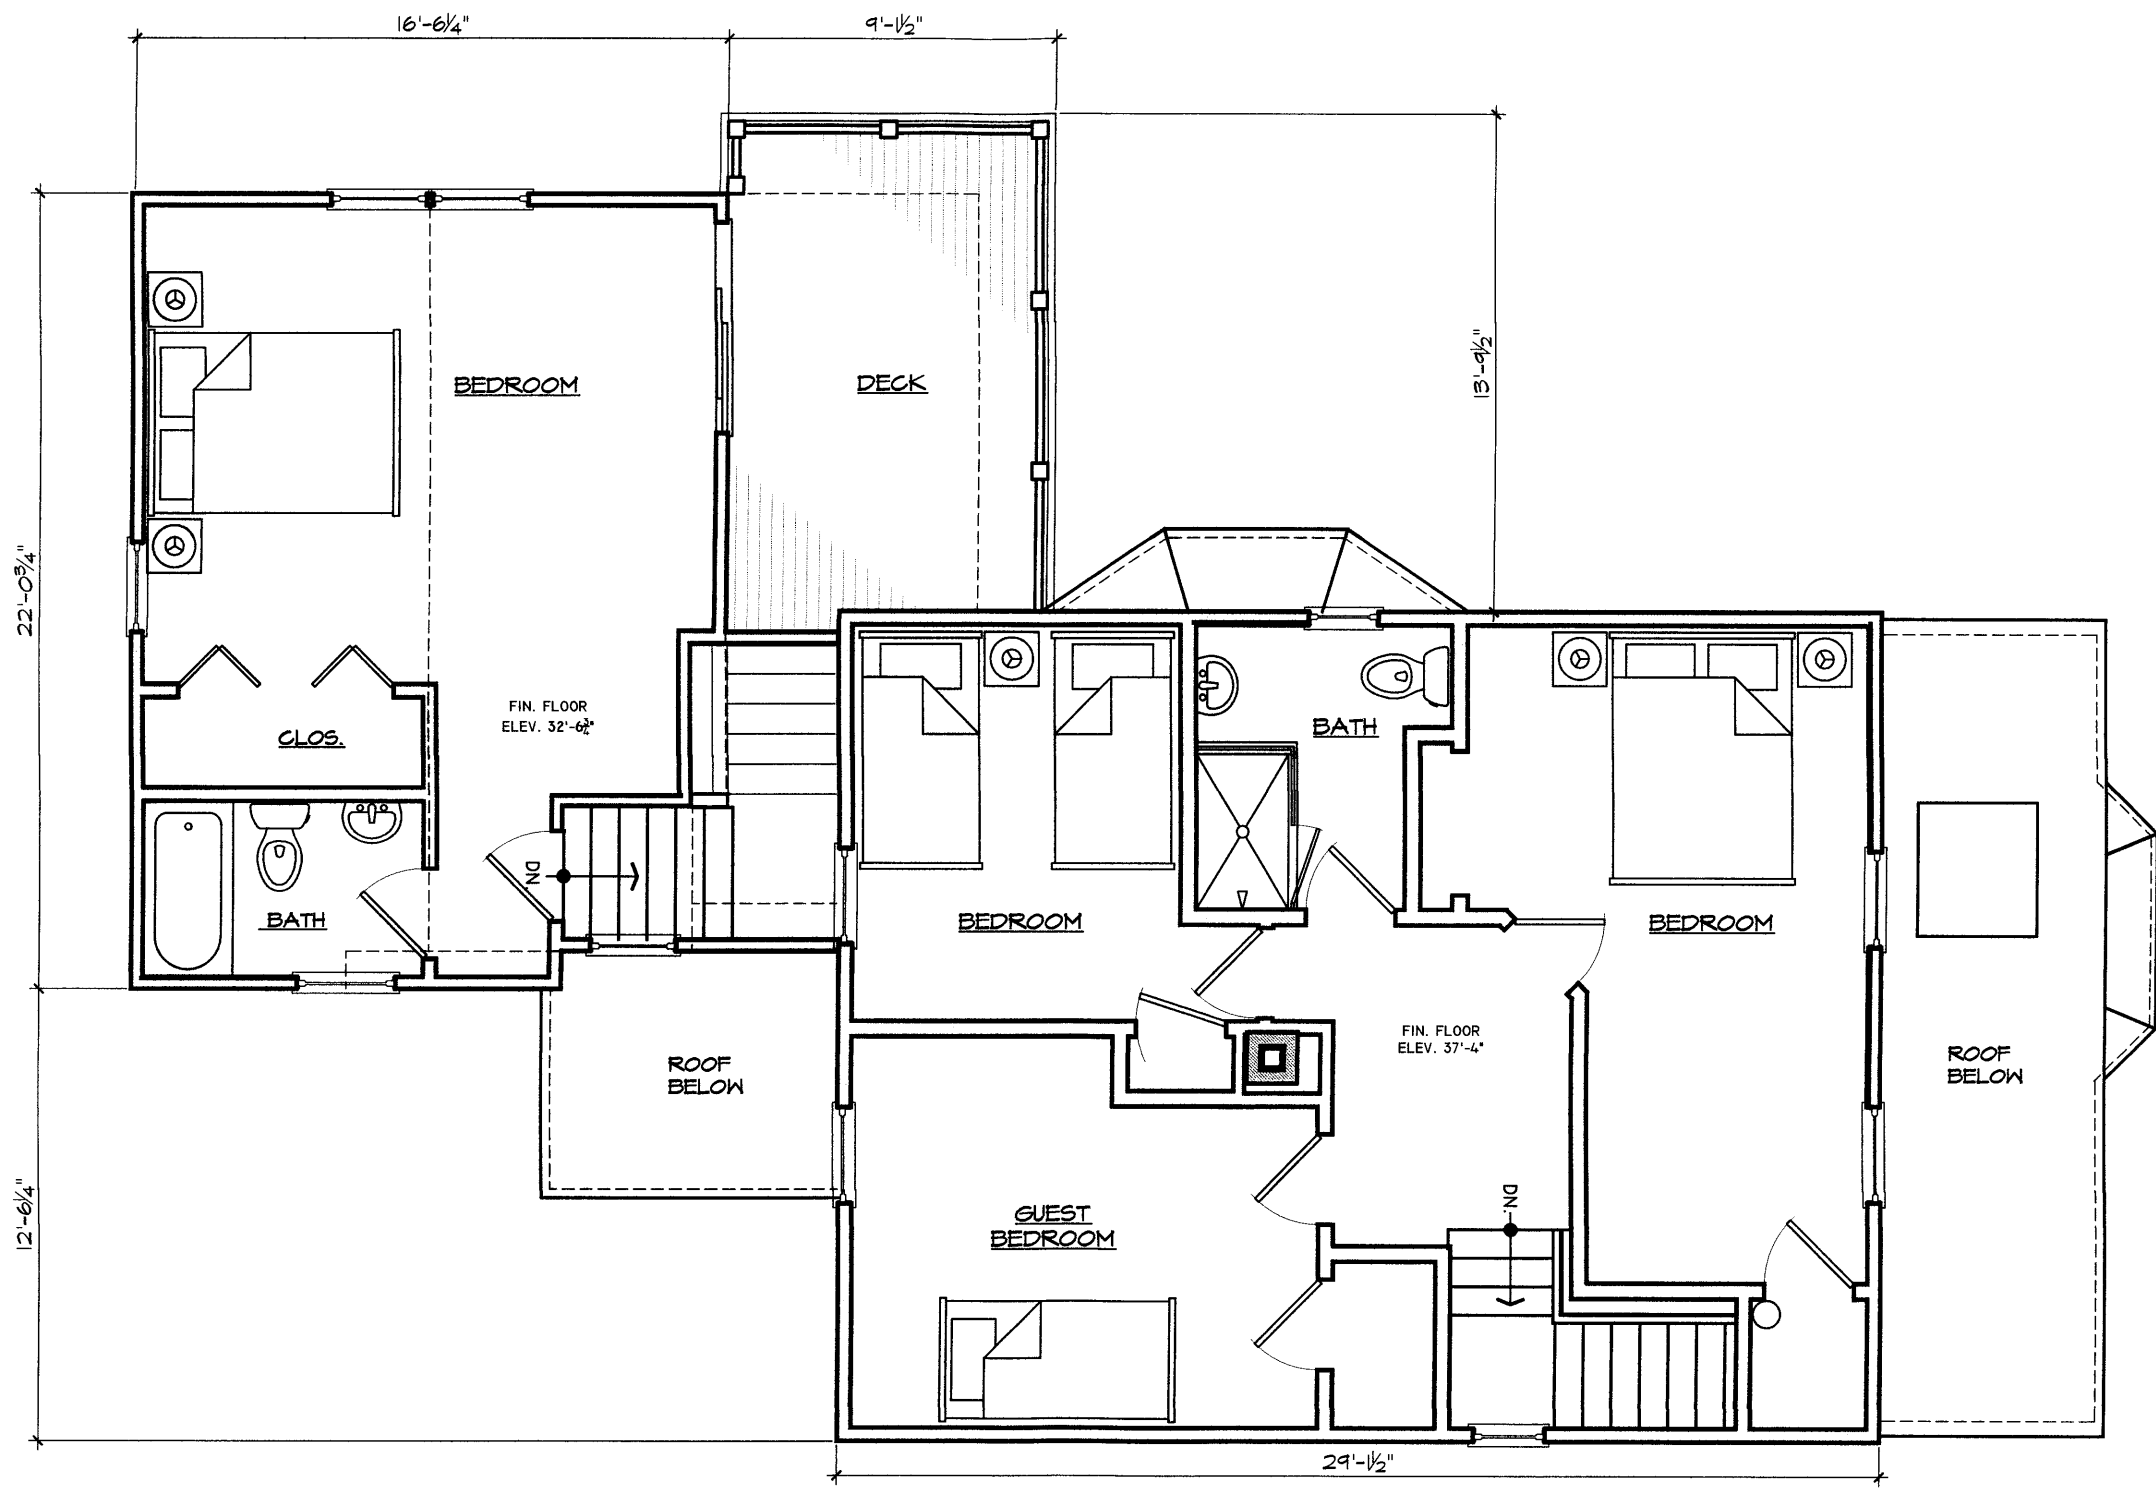 16'-6¼"
9'-1½"
13'-9½"
22'-0¾"
BEDROOM
DECK
FIN. FLOOR
ELEV. 32'-6¾"
CLOS.
BATH
DN.
BATH
BEDROOM
BEDROOM
ROOF
BELOW
FIN. FLOOR
ELEV. 37'-4"
ROOF
BELOW
12'-6¼"
GUEST
BEDROOM
DN.
29'-1½"